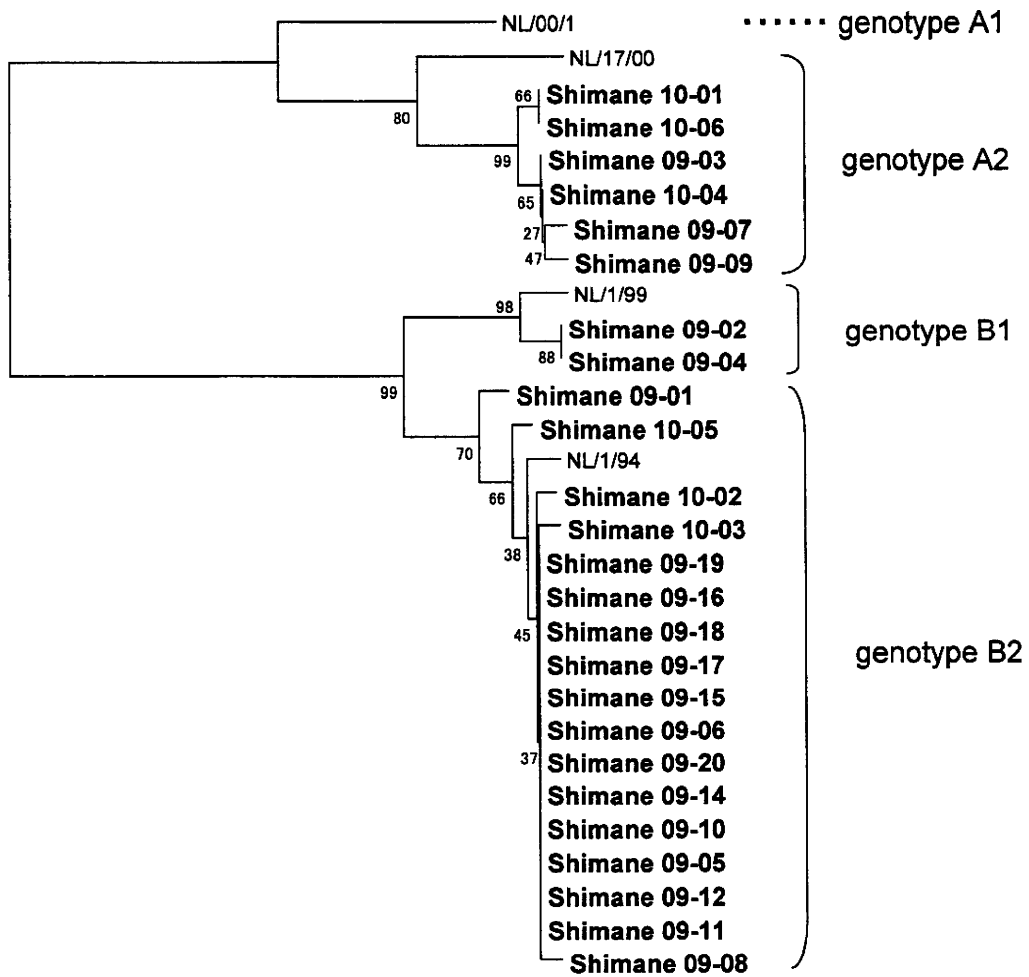 NL/00/1
genotype A1
NL/17/00
66
Shimane 10-01
80
Shimane 10-06
99
Shimane 09-03
genotype A2
65
Shimane 10-04
27
Shimane 09-07
47
Shimane 09-09
98
NL/1/99
Shimane 09-02
genotype B1
88
Shimane 09-04
99
Shimane 09-01
70
Shimane 10-05
66
NL/1/94
Shimane 10-02
38
Shimane 10-03
Shimane 09-19
Shimane 09-16
45
Shimane 09-18
genotype B2
Shimane 09-17
Shimane 09-15
Shimane 09-06
37
Shimane 09-20
Shimane 09-14
Shimane 09-10
Shimane 09-05
Shimane 09-12
Shimane 09-11
Shimane 09-08